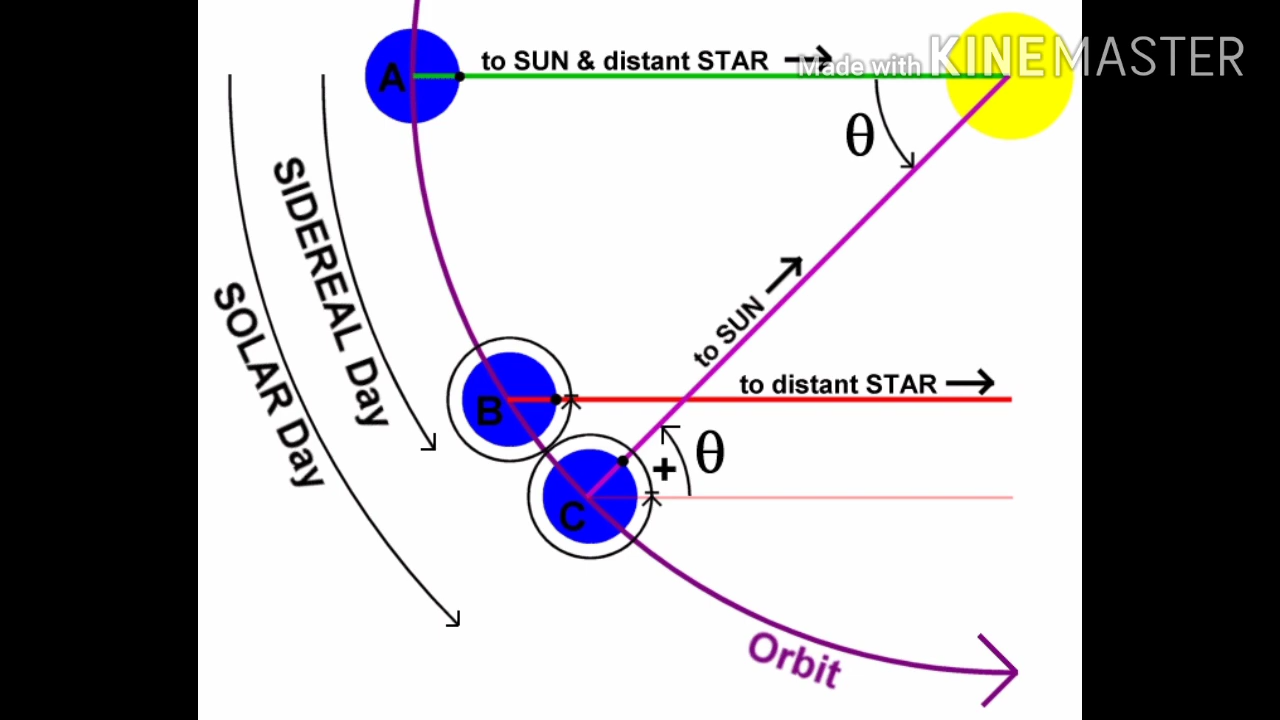 A
to SUN & distant STAR →
Made with KINEMASTER
θ
SIDEREAL Day
SOLAR Day
to SUN →
to distant STAR →
B
+ θ
C
Orbit